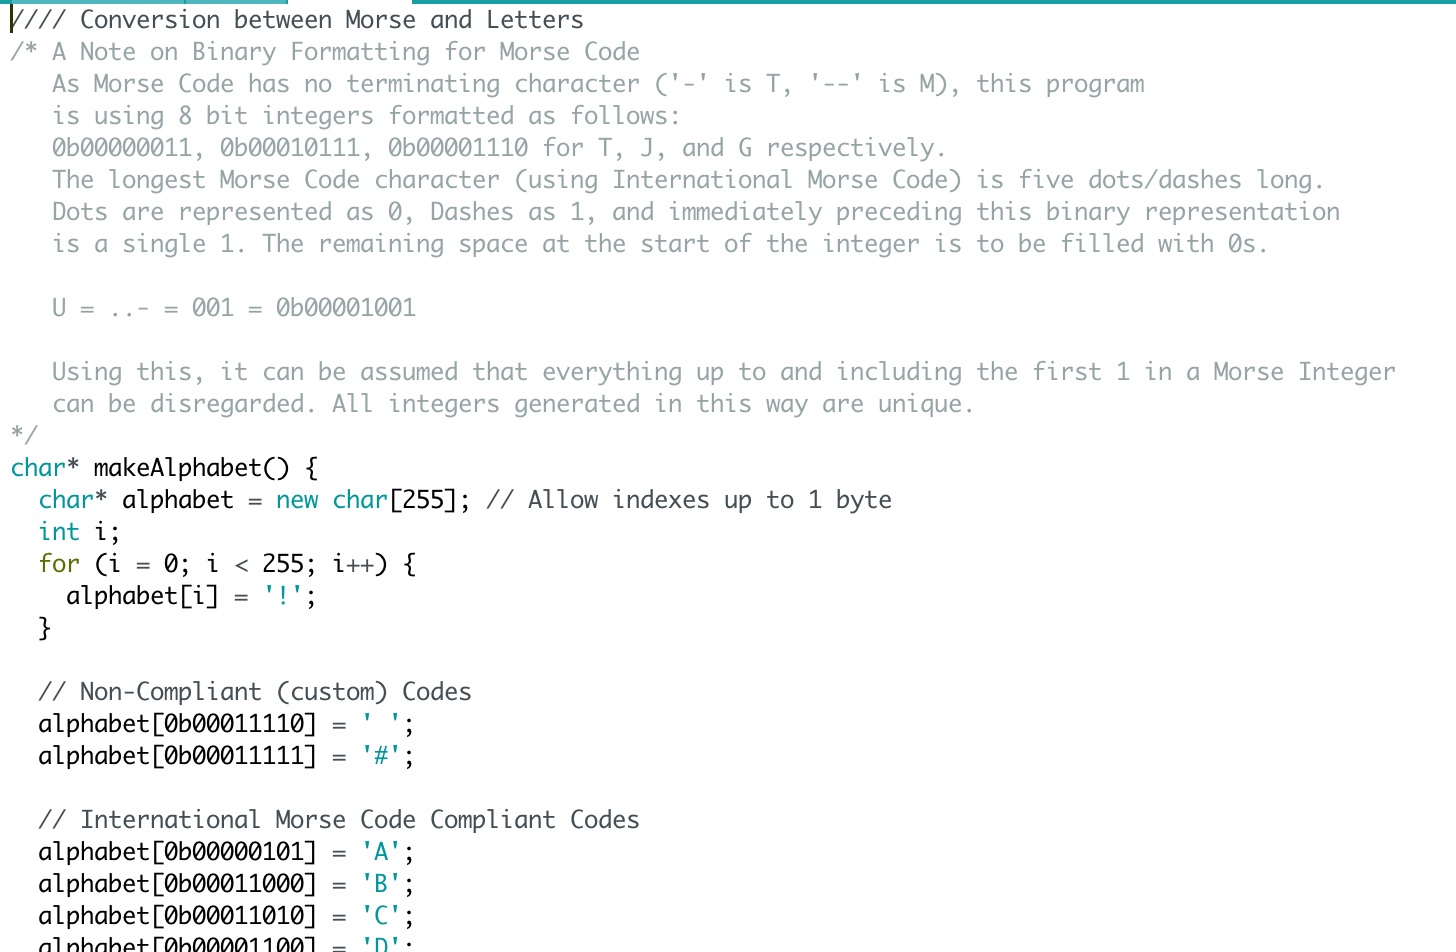 //// Conversion between Morse and Letters
/* A Note on Binary Formatting for Morse Code
   As Morse Code has no terminating character ('-' is T, '--' is M), this program
   is using 8 bit integers formatted as follows:
   0b00000011, 0b00010111, 0b00001110 for T, J, and G respectively.
   The longest Morse Code character (using International Morse Code) is five dots/dashes long.
   Dots are represented as 0, Dashes as 1, and immediately preceding this binary representation
   is a single 1. The remaining space at the start of the integer is to be filled with 0s.

   U = ..- = 001 = 0b00001001

   Using this, it can be assumed that everything up to and including the first 1 in a Morse Integer
   can be disregarded. All integers generated in this way are unique.
*/
char* makeAlphabet() {
  char* alphabet = new char[255]; // Allow indexes up to 1 byte
  int i;
  for (i = 0; i < 255; i++) {
    alphabet[i] = '!';
  }

  // Non-Compliant (custom) Codes
  alphabet[0b00011110] = ' ';
  alphabet[0b00011111] = '#';

  // International Morse Code Compliant Codes
  alphabet[0b00000101] = 'A';
  alphabet[0b00011000] = 'B';
  alphabet[0b00011010] = 'C';
  alphabet[0b00001100] = 'D';